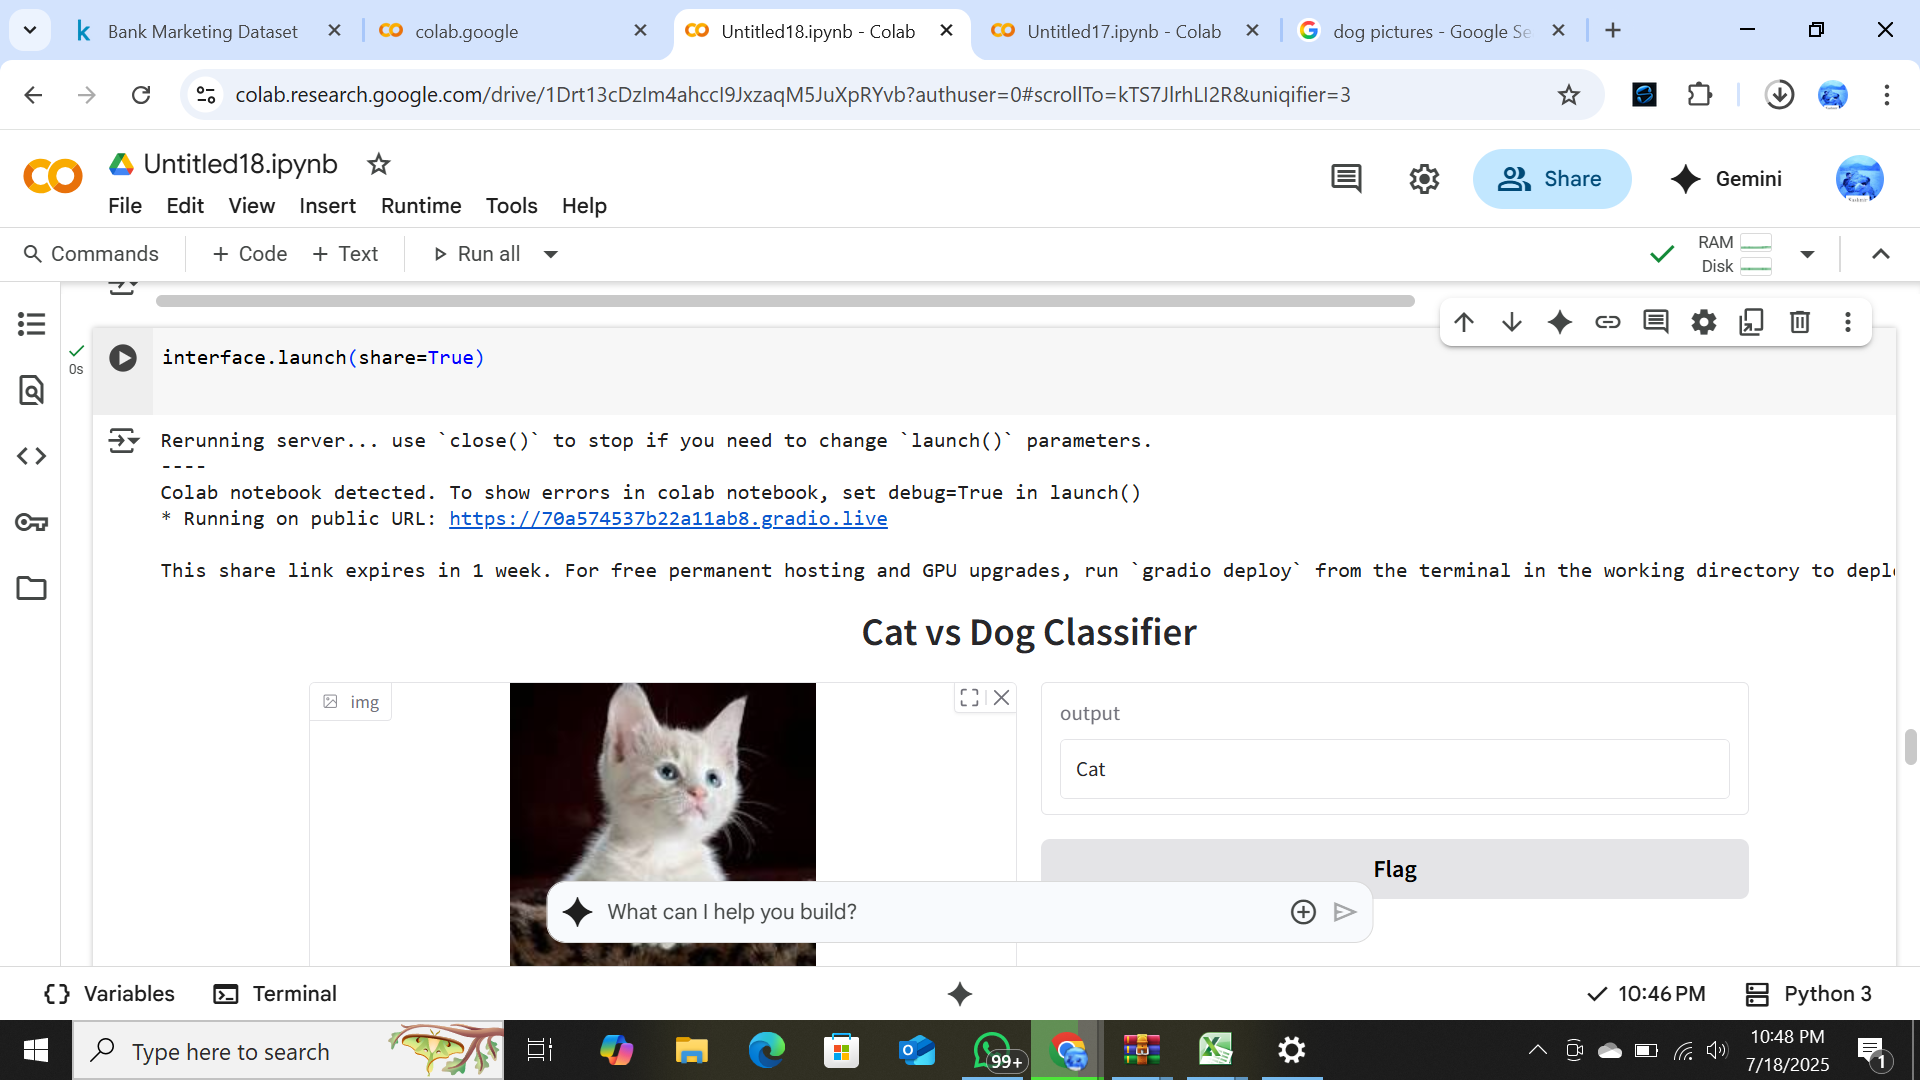 Bank Marketing Dataset
colab.google
Untitled18.ipynb - Colab
Untitled17.ipynb - Colab
dog pictures - Google Se
colab.research.google.com/drive/1Drt13cDzIm4ahccI9JxzaqM5JuXpRYvb?authuser=0#scrollTo=kTS7JlrhLI2R&uniqifier=3
Untitled18.ipynb
Share
Gemini
File Edit View Insert Runtime Tools Help
Commands + Code + Text Run all
RAM
Disk
0s
interface.launch(share=True)
Rerunning server... use `close()` to stop if you need to change `launch()` parameters.
----
Colab notebook detected. To show errors in colab notebook, set debug=True in launch()
* Running on public URL: https://70a574537b22a11ab8.gradio.live
This share link expires in 1 week. For free permanent hosting and GPU upgrades, run `gradio deploy` from the terminal in the working directory to depl
Cat vs Dog Classifier
img
output
Cat
Flag
What can I help you build?
Variables
Terminal
10:46 PM
Python 3
Type here to search
99+
10:48 PM
7/18/2025
1